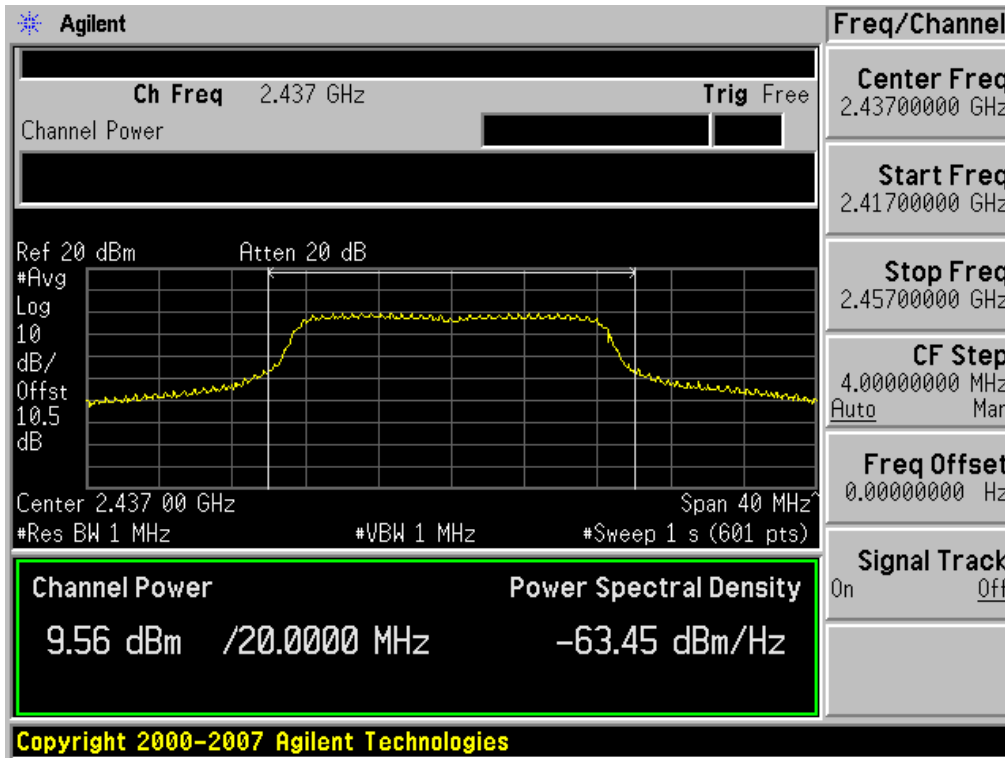 Agilent
Freq/Channel
Ch Freq 2.437 GHz Trig Free
Channel Power
Center Freq
2.43700000 GHz
Start Freq
2.41700000 GHz
Stop Freq
2.45700000 GHz
CF Step
4.00000000 MHz
Auto Man
Freq Offset
0.00000000 Hz
Signal Track
On Off
Ref 20 dBm Atten 20 dB
#Avg
Log
10
dB/
Offst
10.5
dB
Center 2.437 00 GHz Span 40 MHz^
#Res BW 1 MHz #VBW 1 MHz #Sweep 1 s (601 pts)
Channel Power Power Spectral Density
9.56 dBm /20.0000 MHz -63.45 dBm/Hz
Copyright 2000-2007 Agilent Technologies